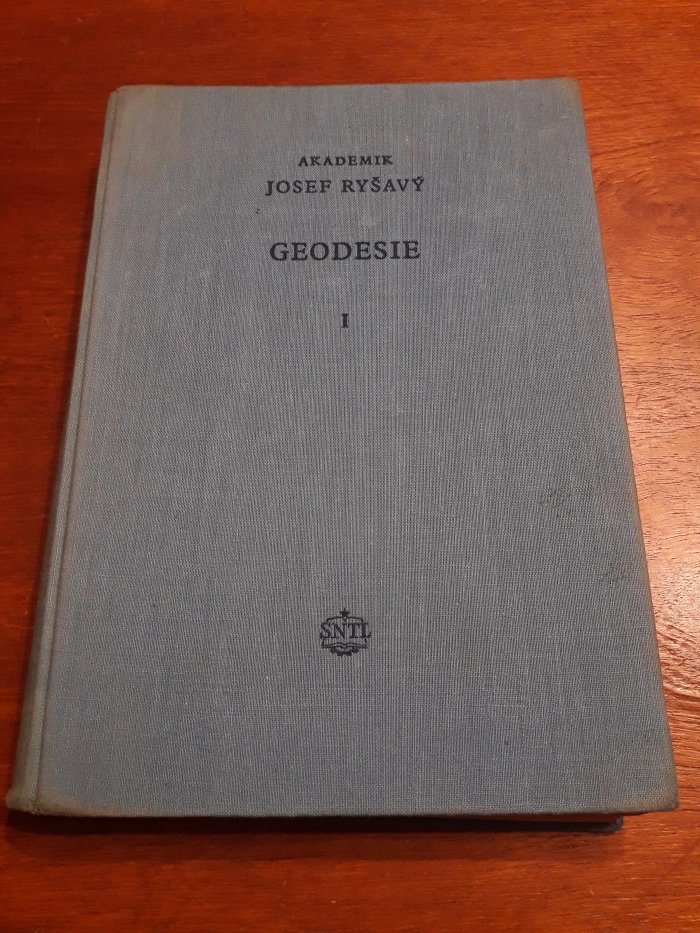 AKADEMIK
JOSEF RYŠAVÝ
GEODESIE
I
SNTL